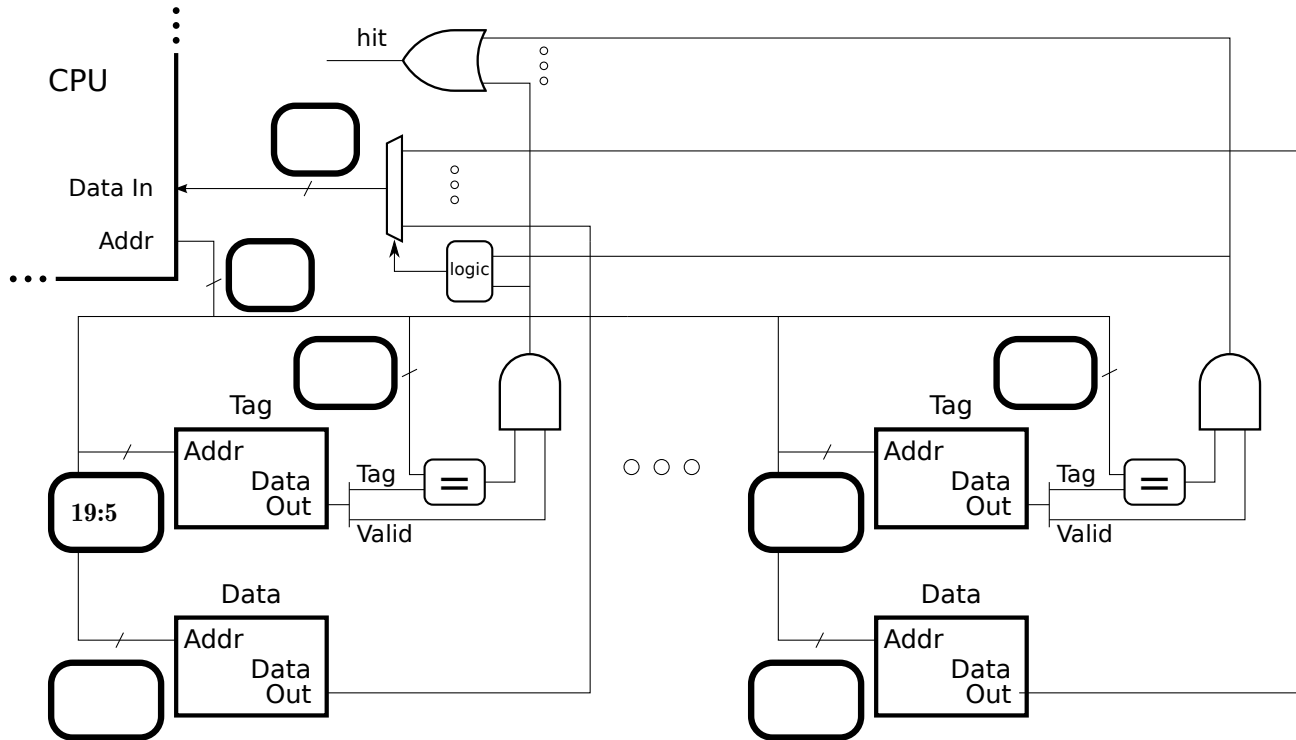 hit
CPU
Data In
Addr
logic
Tag
Addr
Data
Out
Tag
=
Valid
19:5
Data
Addr
Data
Out
Tag
Addr
Data
Out
Tag
=
Valid
Data
Addr
Data
Out